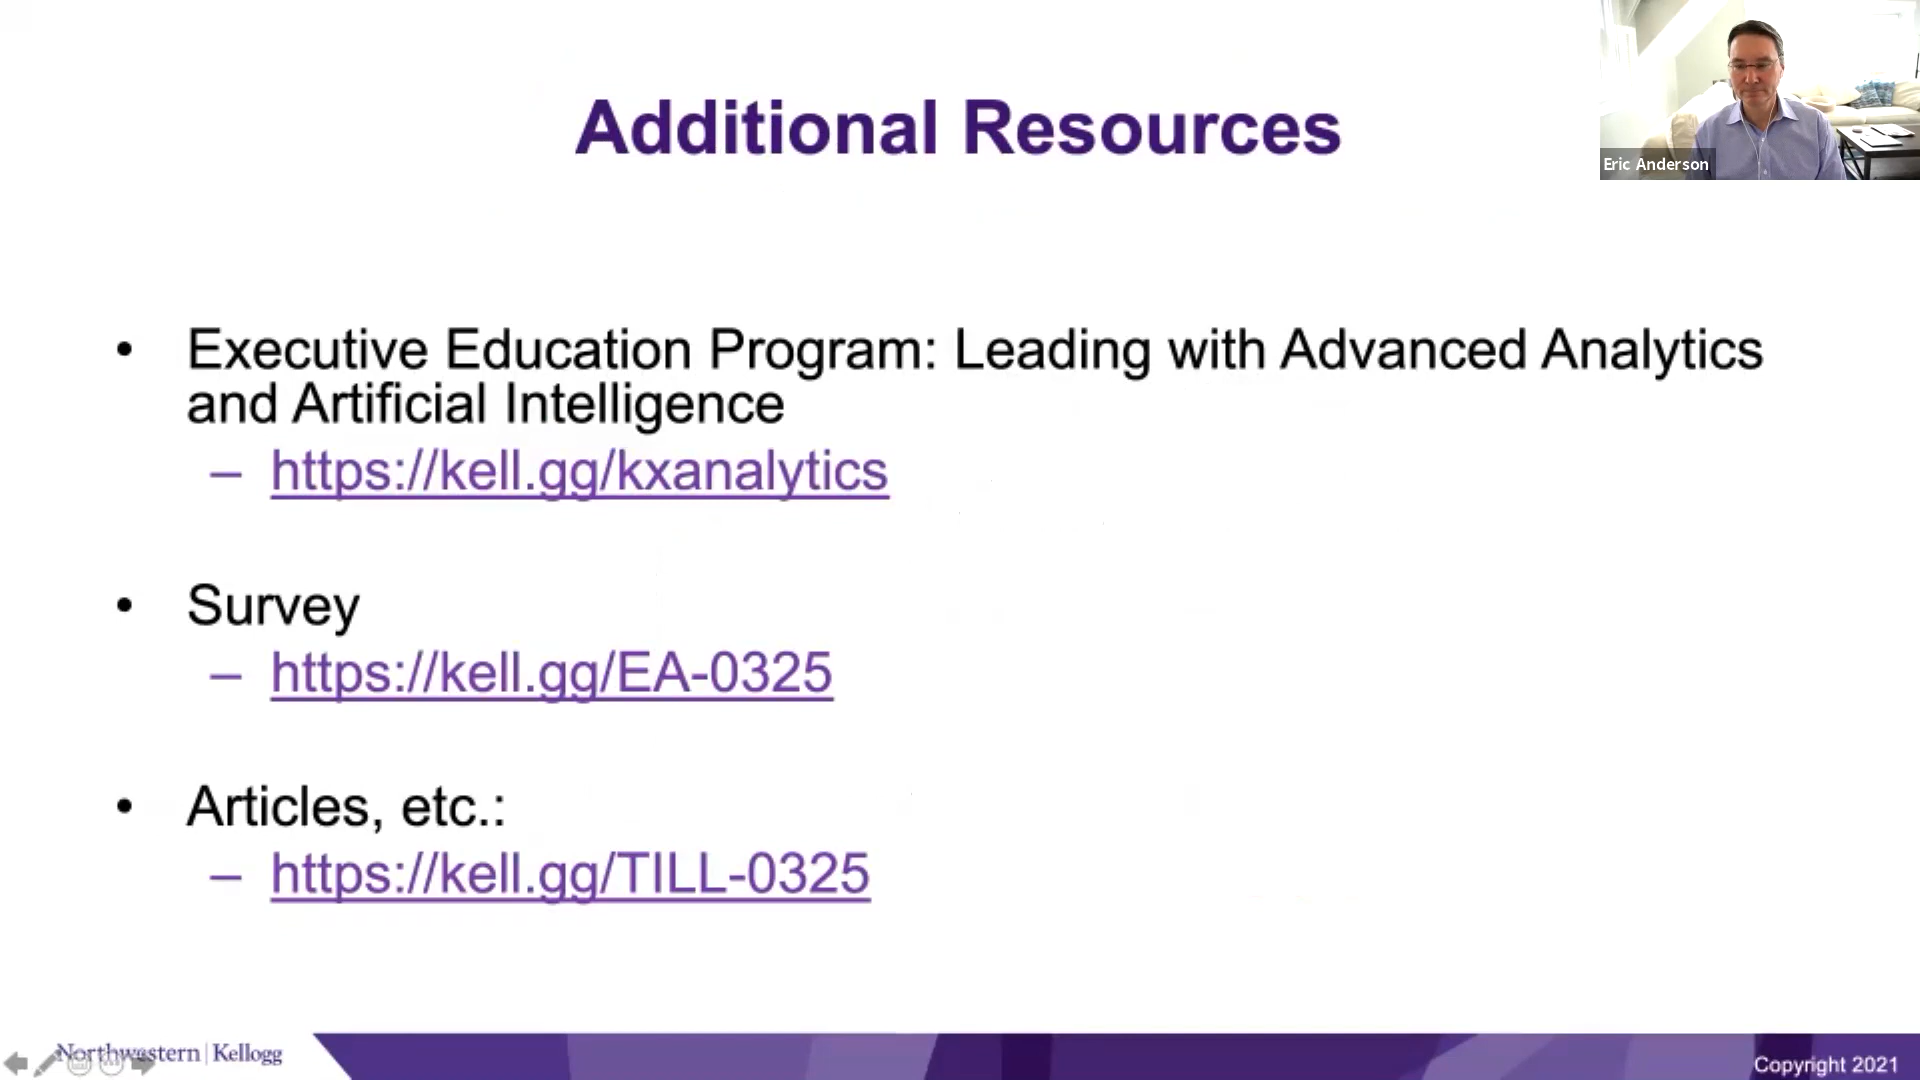 Additional Resources
Eric Anderson
• Executive Education Program: Leading with Advanced Analytics
and Artificial Intelligence
– https://kell.gg/kxanalytics
• Survey
– https://kell.gg/EA-0325
• Articles, etc.:
– https://kell.gg/TILL-0325
Northwestern | Kellogg
Copyright 2021